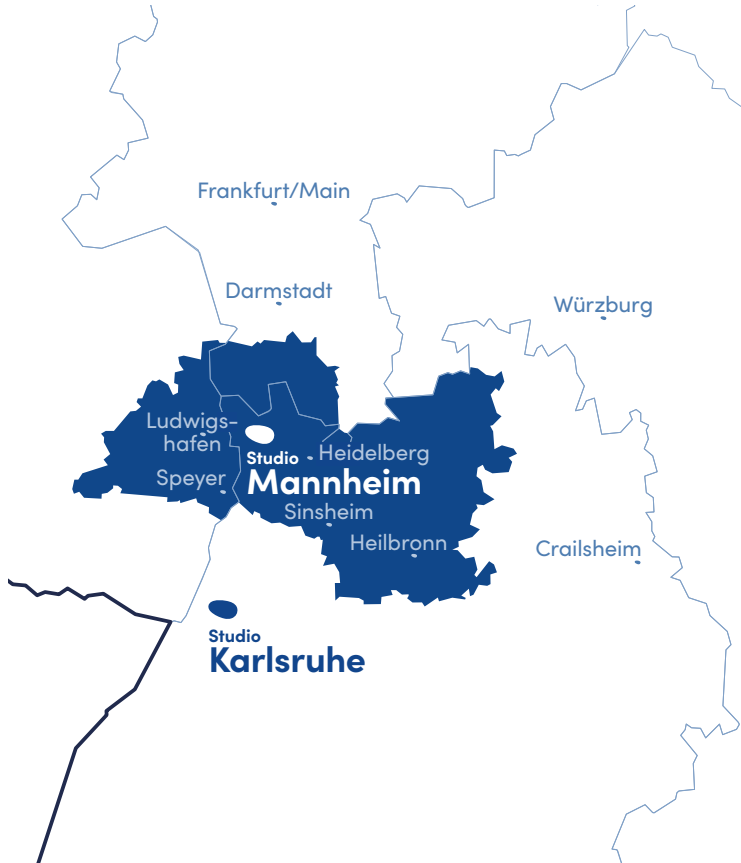 Frankfurt/Main
Darmstadt
Würzburg
Ludwigs-
hafen
Studio
Mannheim
Heidelberg
Speyer
Sinsheim
Heilbronn
Crailsheim
Studio
Karlsruhe